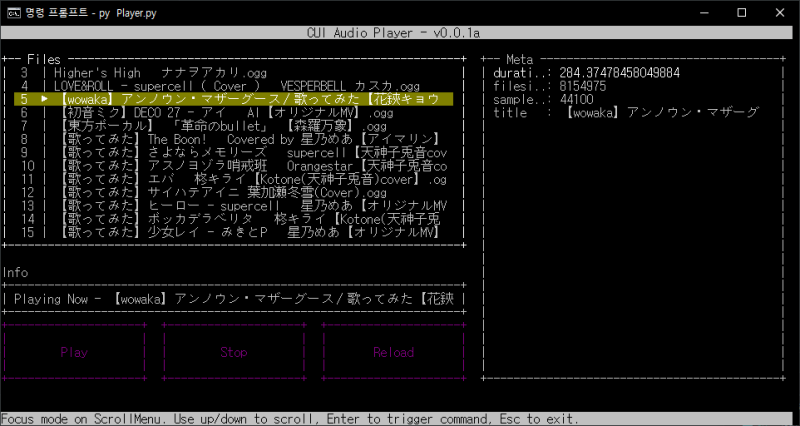 명령 프롬프트 - py Player.py
CUI Audio Player - v0.0.1a
Files
3 | Higher's High ナナヲアカリ.ogg
4 | LOVE&ROLL - supercell ( Cover ) VESPERBELL カスカ.ogg
5 ► 【wowaka】アンノウン・マザーグース/歌ってみた【花鋏キョウ
6 | 【初音ミク】DECO 27 - アイ AI【オリジナルMV】.ogg
7 | 【東方ボーカル】 「革命のbullet」 【森羅万象】.ogg
8 | 【歌ってみた】The Boon! Covered by 星乃めあ【アイマリン】
9 | 【歌ってみた】さよならメモリーズ supercell【天神子兎音cov
10 | 【歌ってみた】アスノヨゾラ哨戒班 Orangestar【天神子兎音co
11 | 【歌ってみた】エバ 柊キライ【Kotone(天神子兎音)cover】.og
12 | 【歌ってみた】サイハテアイニ 葉加瀬冬雪(Cover).ogg
13 | 【歌ってみた】ヒーロー - supercell 星乃めあ【オリジナルMV
14 | 【歌ってみた】ボッカデラベリタ 柊キライ【Kotone(天神子兎
15 | 【歌ってみた】少女レイ - みきとP 星乃めあ【オリジナルMV】
Meta
durati..: 284.37478458049884
filesi..: 8154975
sample..: 44100
title : 【wowaka】アンノウン・マザーグ
Info
Playing Now - 【wowaka】アンノウン・マザーグース/歌ってみた【花鋏
Play
Stop
Reload
Focus mode on ScrollMenu. Use up/down to scroll, Enter to trigger command, Esc to exit.